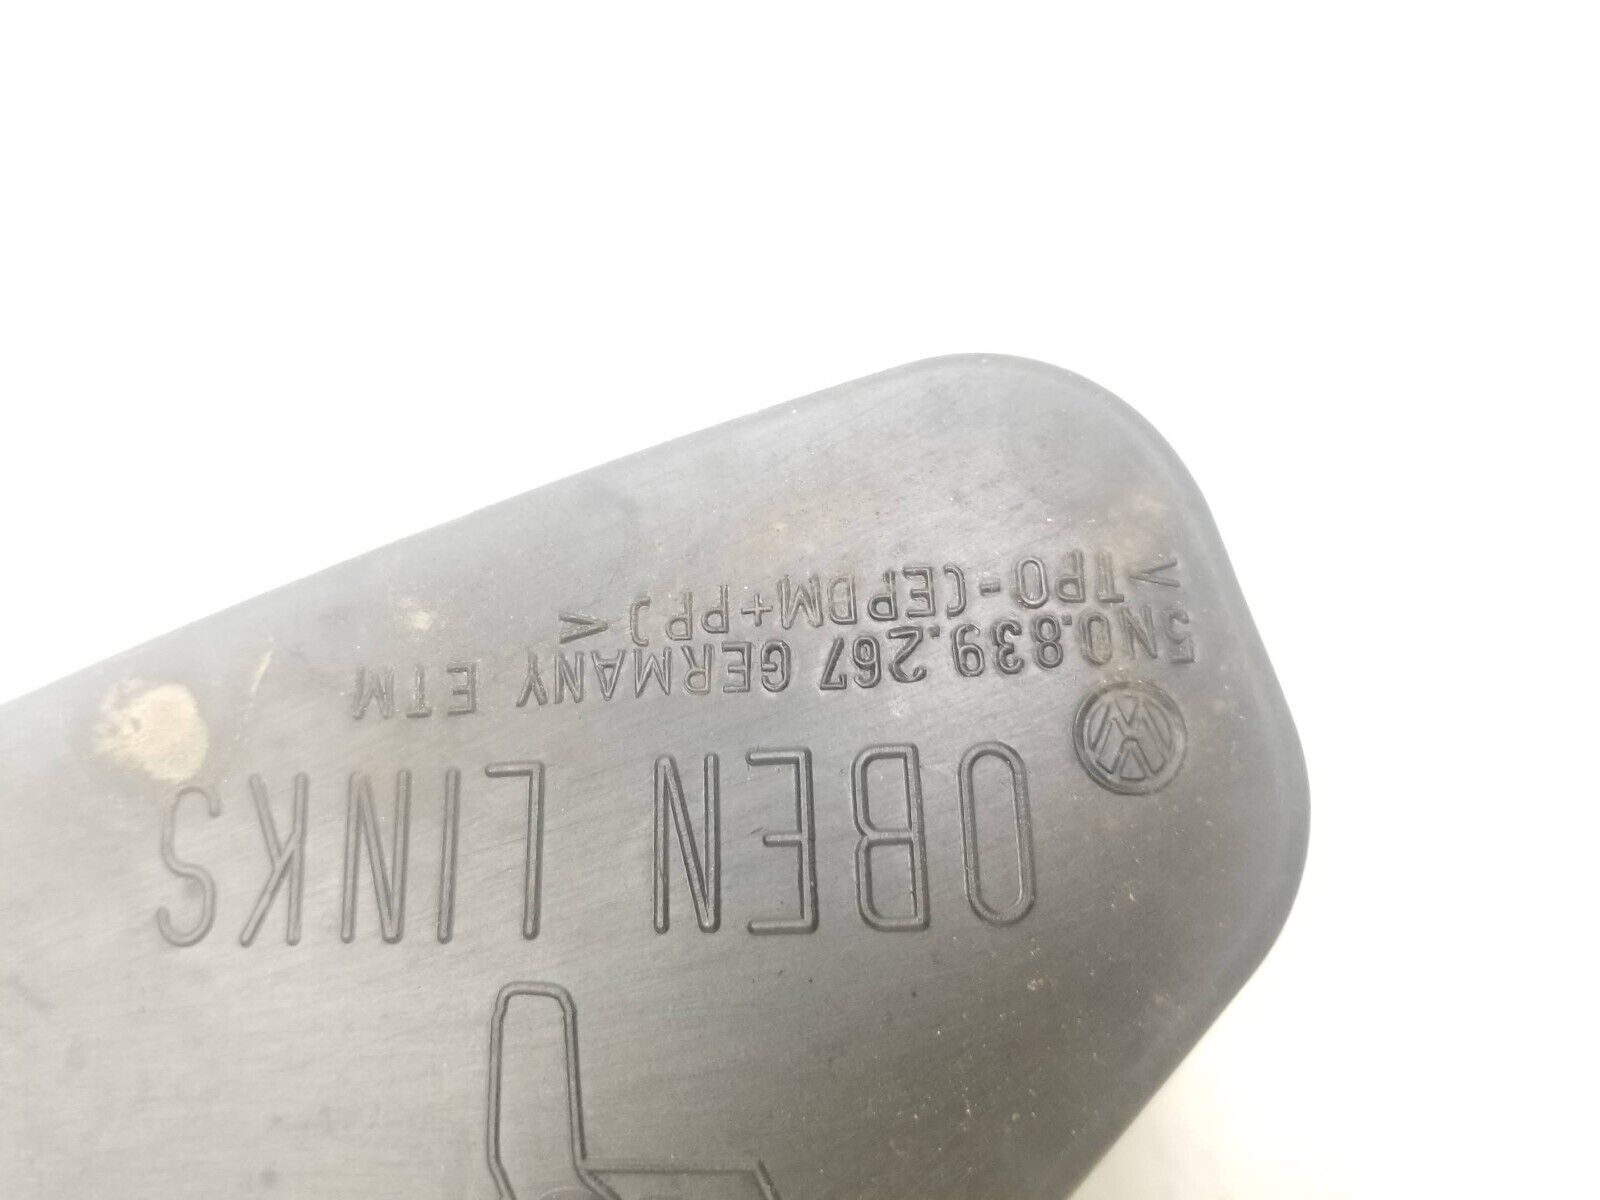 OBEN LINKS
5N0.839.267 GERMANY ETM
>TPO-(EPDM+PP)<